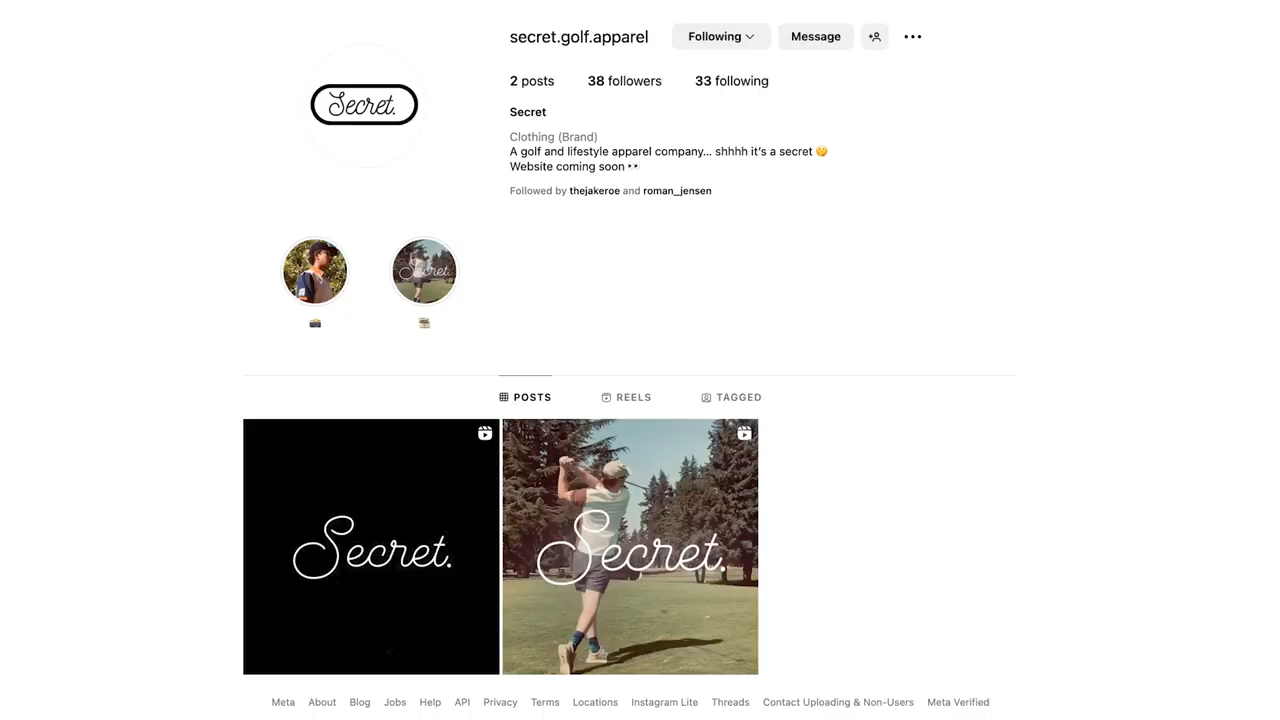 secret.golf.apparel
Following
Message
2 posts
38 followers
33 following
Secret.
Secret
Clothing (Brand)
A golf and lifestyle apparel company... shhhh it's a secret 🤫
Website coming soon 👀
Followed by thejakeroe and roman_jensen
Secret.
POSTS
REELS
TAGGED
Secret.
Secret.
Meta About Blog Jobs Help API Privacy Terms Locations Instagram Lite Threads Contact Uploading & Non-Users Meta Verified